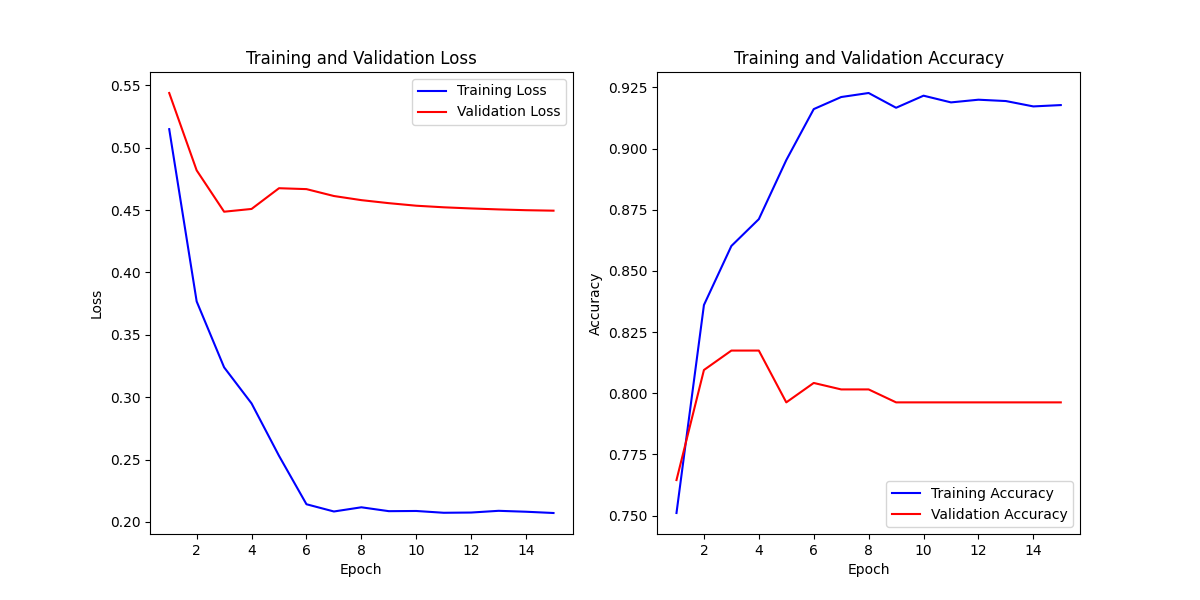 Training and Validation Loss
0.55
0.50
0.45
0.40
0.35
0.30
0.25
0.20
Loss
Training Loss
Validation Loss
2 4 6 8 10 12 14
Epoch
Training and Validation Accuracy
0.925
0.900
0.875
0.850
0.825
0.800
0.775
0.750
Accuracy
Training Accuracy
Validation Accuracy
2 4 6 8 10 12 14
Epoch